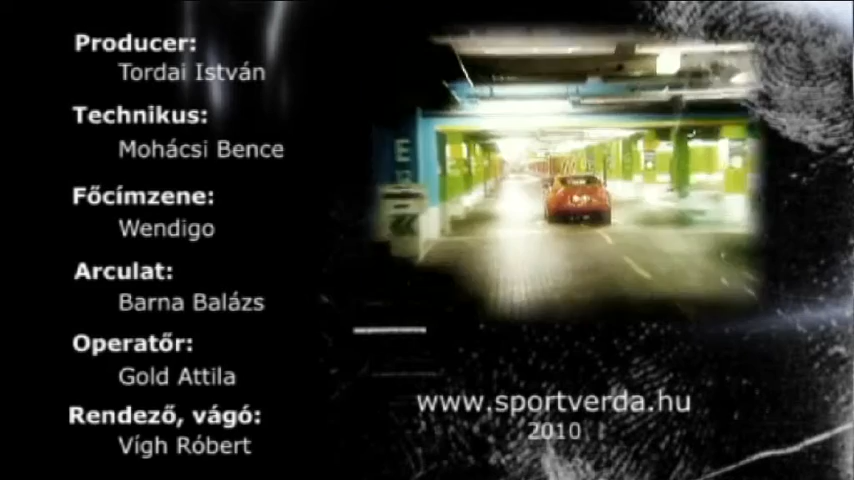 Producer:
Tordai István
Technikus:
Mohácsi Bence
Főcímzene:
Wendigo
Arculat:
Barna Balázs
Operatőr:
Gold Attila
Rendező, vágó:
Vígh Róbert
www.sportverda.hu
2010